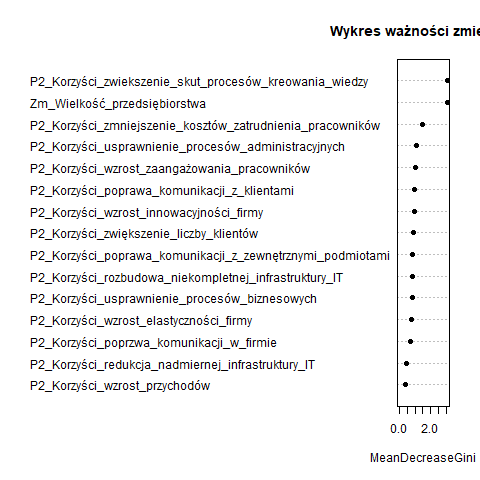 Wykres ważności zmie
P2_Korzyści_zwiekszenie_skut_procesów_kreowania_wiedzy
Zm_Wielkość_przedsiębiorstwa
P2_Korzyści_zmniejszenie_kosztów_zatrudnienia_pracowników
P2_Korzyści_usprawnienie_procesów_administracyjnych
P2_Korzyści_wzrost_zaangażowania_pracowników
P2_Korzyści_poprawa_komunikacji_z_klientami
P2_Korzyści_wzrost_innowacyjności_firmy
P2_Korzyści_zwiększenie_liczby_klientów
P2_Korzyści_poprawa_komunikacji_z_zewnętrznymi_podmiotami
P2_Korzyści_rozbudowa_niekompletnej_infrastruktury_IT
P2_Korzyści_usprawnienie_procesów_biznesowych
P2_Korzyści_wzrost_elastyczności_firmy
P2_Korzyści_poprzwa_komunikacji_w_firmie
P2_Korzyści_redukcja_nadmiernej_infrastruktury_IT
P2_Korzyści_wzrost_przychodów
0.0 2.0
MeanDecreaseGini